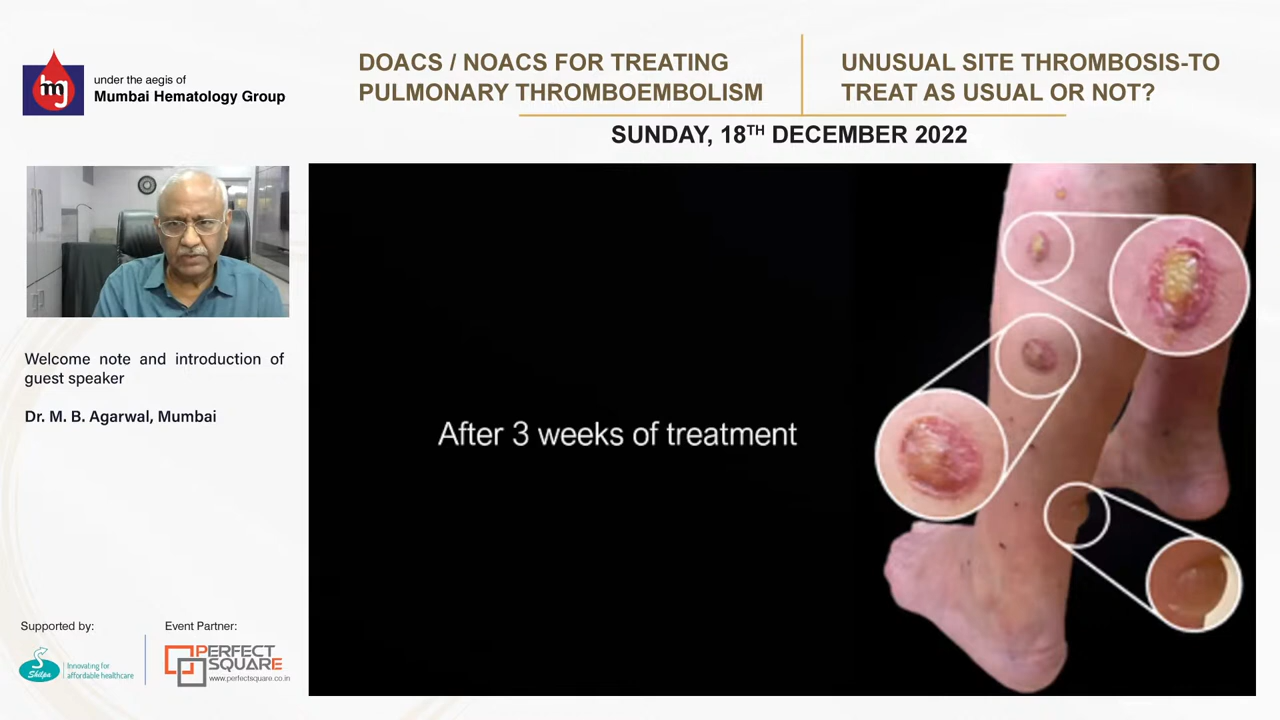 mg
under the aegis of
Mumbai Hematology Group
DOACS / NOACS FOR TREATING
PULMONARY THROMBOEMBOLISM
UNUSUAL SITE THROMBOSIS-TO
TREAT AS USUAL OR NOT?
SUNDAY, 18TH DECEMBER 2022
Welcome note and introduction of
guest speaker
Dr. M. B. Agarwal, Mumbai
After 3 weeks of treatment
Supported by:
Shilpa
Innovating for
affordable healthcare
Event Partner:
PERFECT
SQUARE
www.perfectsquare.co.in